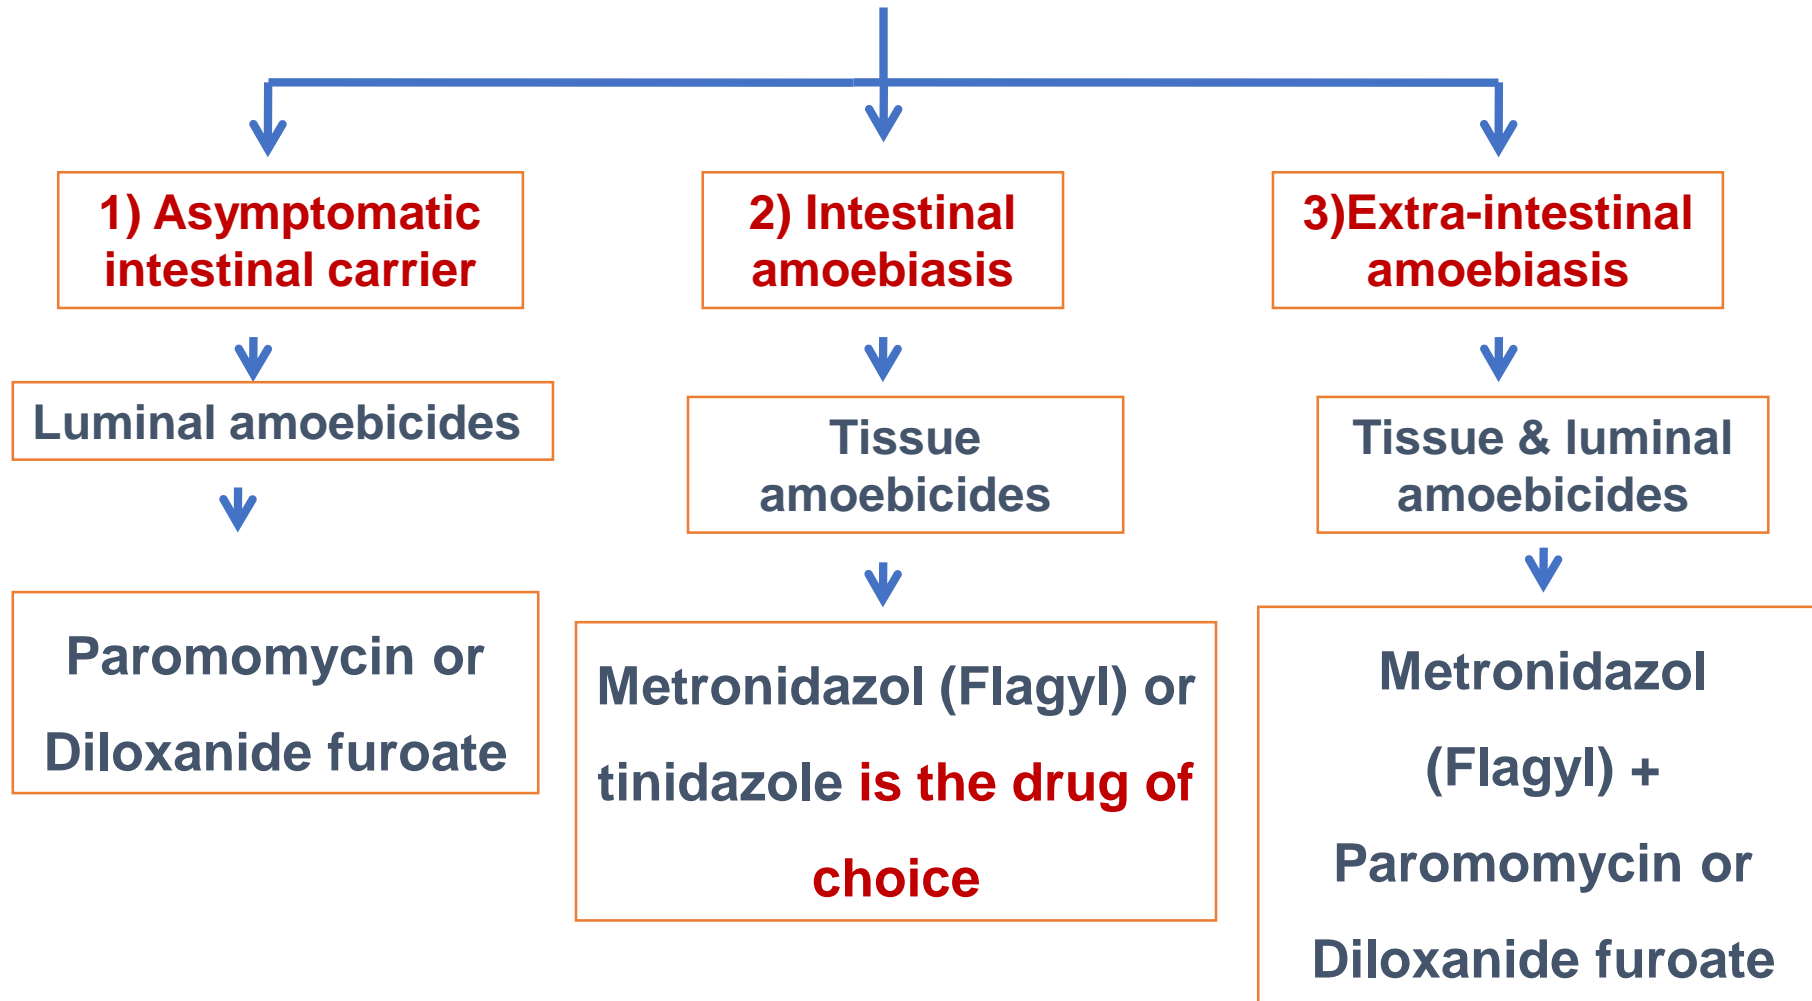 1) Asymptomatic
intestinal carrier
Luminal amoebicides
Paromomycin or
Diloxanide furoate
2) Intestinal
amoebiasis
Tissue
amoebicides
Metronidazol (Flagyl) or
tinidazole is the drug of
choice
3)Extra-intestinal
amoebiasis
Tissue & luminal
amoebicides
Metronidazol
(Flagyl) +
Paromomycin or
Diloxanide furoate